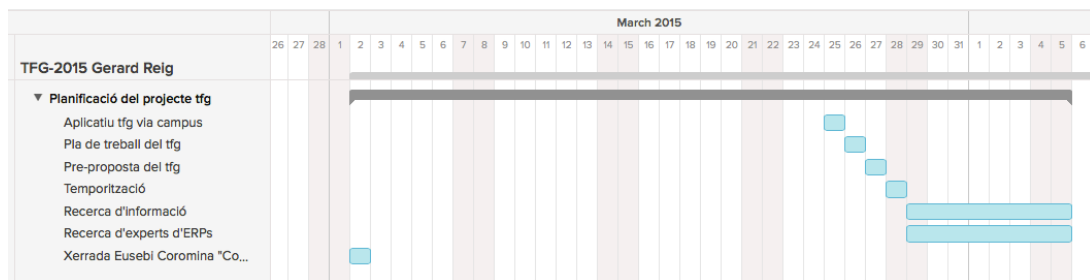 March 2015
26 27 28 1 2 3 4 5 6 7 8 9 10 11 12 13 14 15 16 17 18 19 20 21 22 23 24 25 26 27 28 29 30 31 1 2 3 4 5 6
TFG-2015 Gerard Reig
Planificació del projecte tfg
Aplicatiu tfg via campus
Pla de treball del tfg
Pre-proposta del tfg
Temporització
Recerca d'informació
Recerca d'experts d'ERPs
Xerrada Eusebi Coromina "Co...